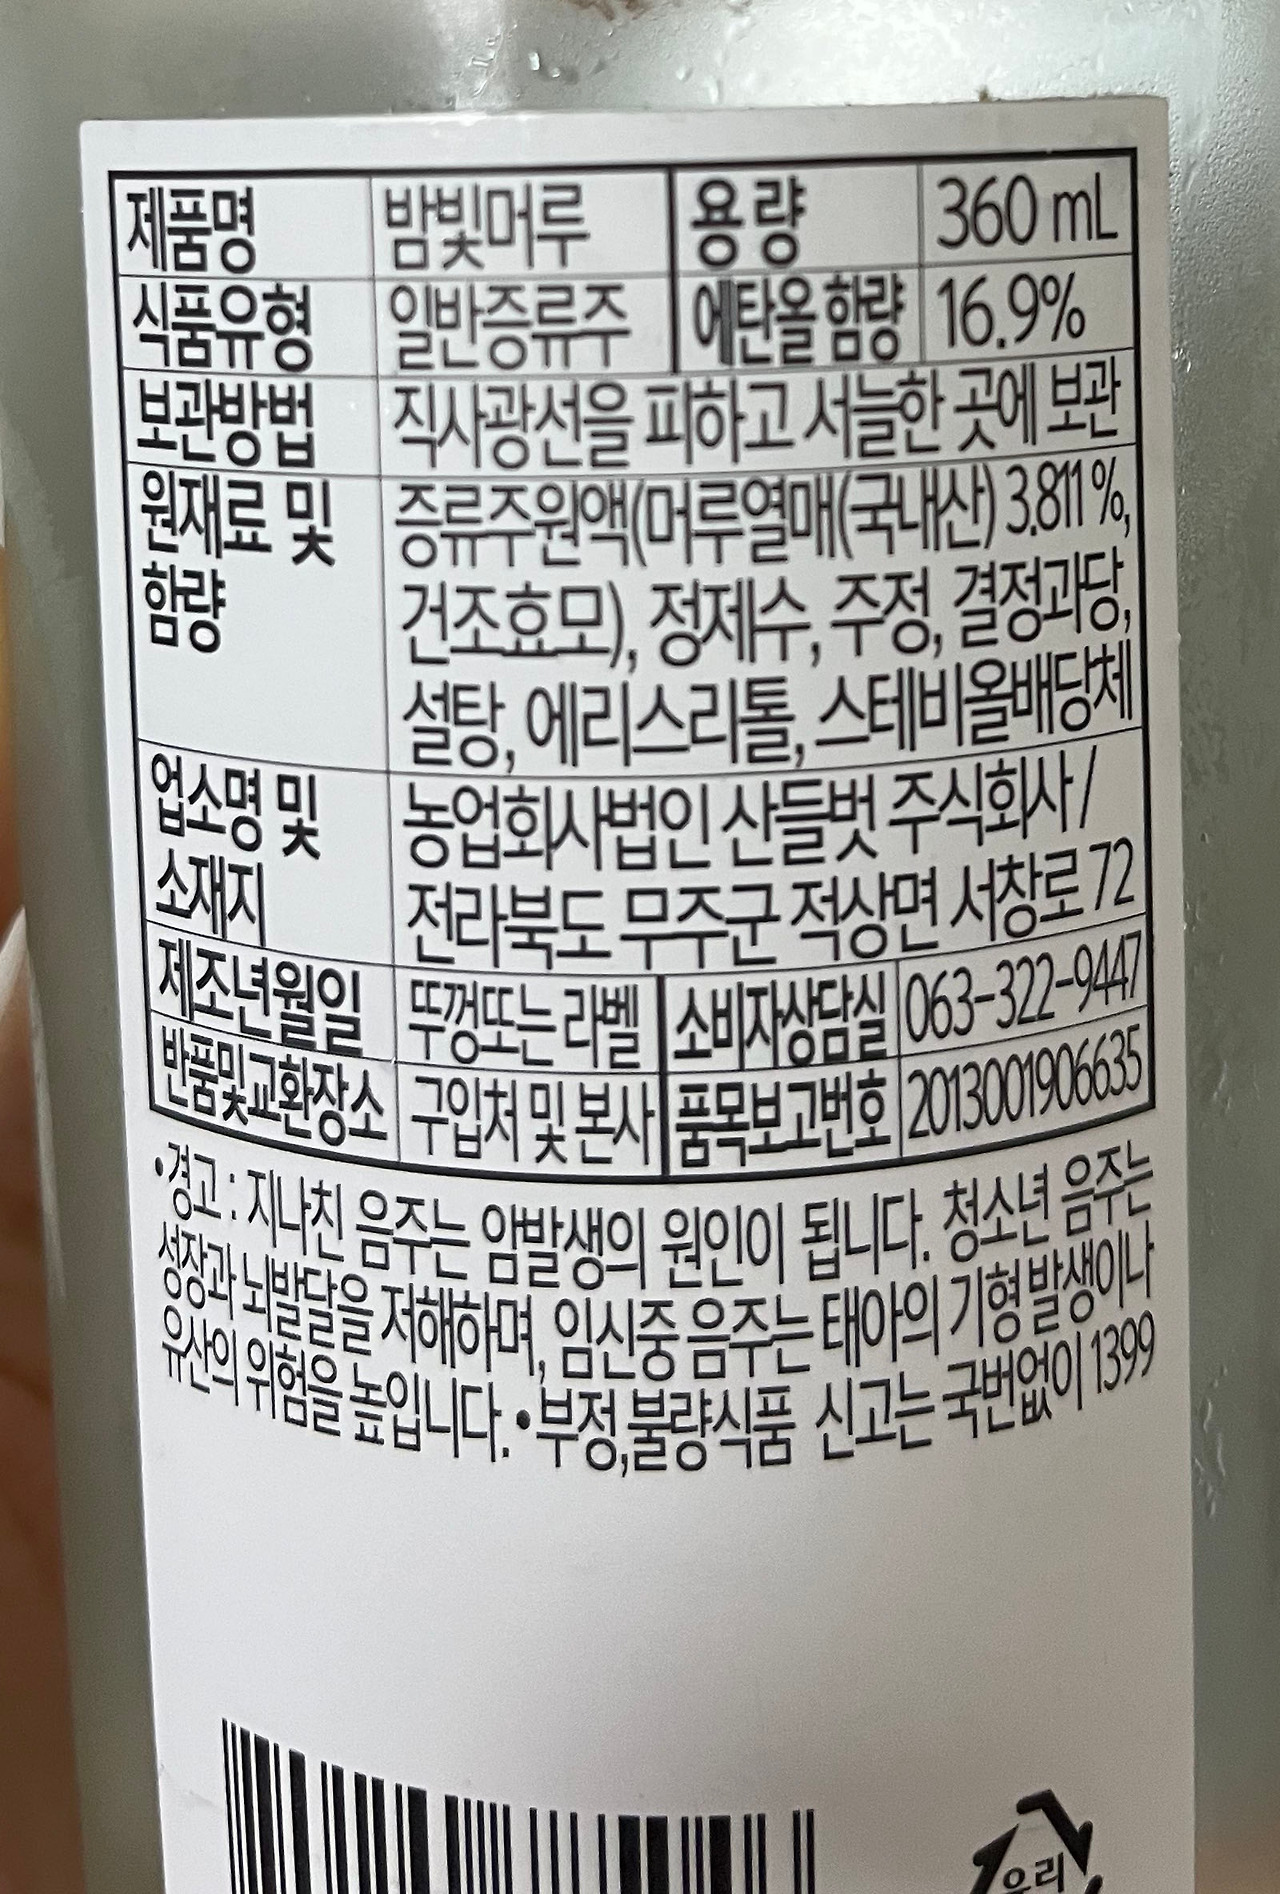 제품명 밤빛머루 용량 360 mL
식품유형 일반증류주 에탄올 함량 16.9%
보관방법 직사광선을 피하고 서늘한 곳에 보관
원재료 및 증류주원액(머루열매(국내산) 3.811 %,
함량 건조효모), 정제수, 주정, 결정과당,
설탕, 에리스리톨, 스테비올배당체
업소명 및 농업회사법인 산들벗 주식회사 /
소재지 전라북도 무주군 적상면 서창로 72
제조년월일 뚜껑또는 라벨 소비자상담실 063-322-9447
반품및교환장소 구입처 및 본사 품목보고번호 2013001906635
•경고 : 지나친 음주는 암발생의 원인이 됩니다. 청소년 음주는
성장과 뇌발달을 저해하며, 임신중 음주는 태아의 기형발생이나
유산의 위험을 높입니다. •부정,불량식품 신고는 국번없이 1399
유리